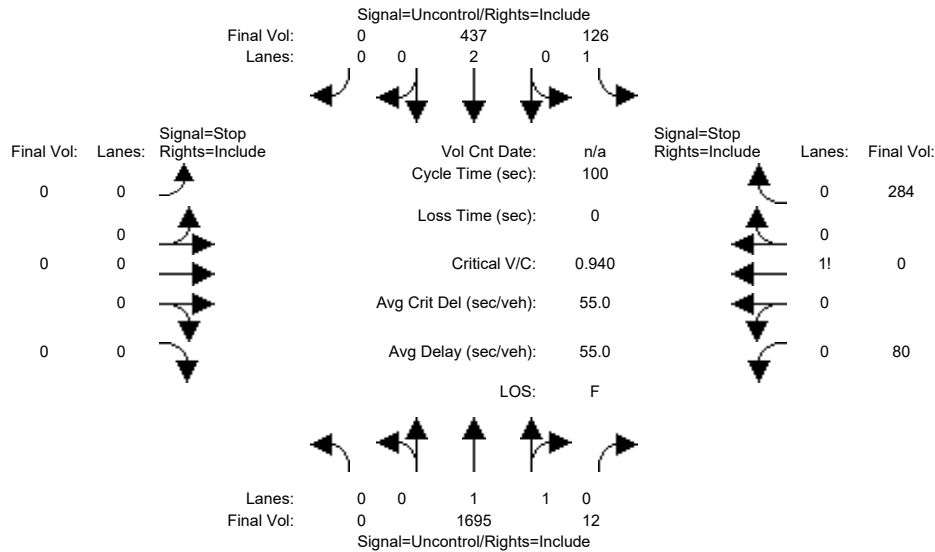 Signal=Uncontrol/Rights=Include
Final Vol: 0 437 126
Lanes: 0 0 2 0 1
Signal=Stop
Final Vol: Lanes: Rights=Include
Vol Cnt Date: n/a
Signal=Stop
Rights=Include Lanes: Final Vol:
Cycle Time (sec): 100
0 0
0 284
Loss Time (sec): 0
0
0
0 0
Critical V/C: 0.940
1! 0
0
Avg Crit Del (sec/veh): 55.0
0
0 0
Avg Delay (sec/veh): 55.0
0 80
LOS: F
Lanes: 0 0 1 1 0
Final Vol: 0 1695 12
Signal=Uncontrol/Rights=Include